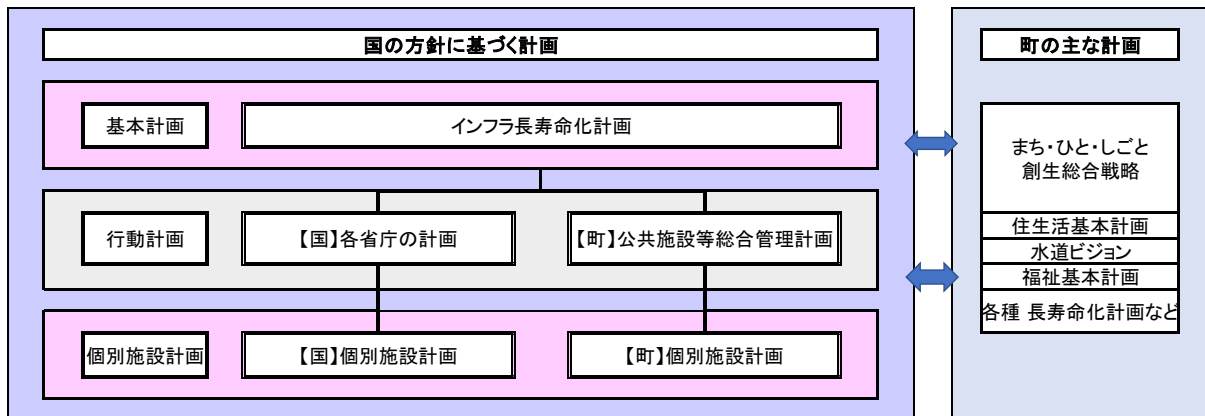 国の方針に基づく計画
基本計画
インフラ長寿命化計画
行動計画
【国】各省庁の計画
【町】公共施設等総合管理計画
個別施設計画
【国】個別施設計画
【町】個別施設計画
町の主な計画
まち・ひと・しごと
創生総合戦略
住生活基本計画
水道ビジョン
福祉基本計画
各種 長寿命化計画など